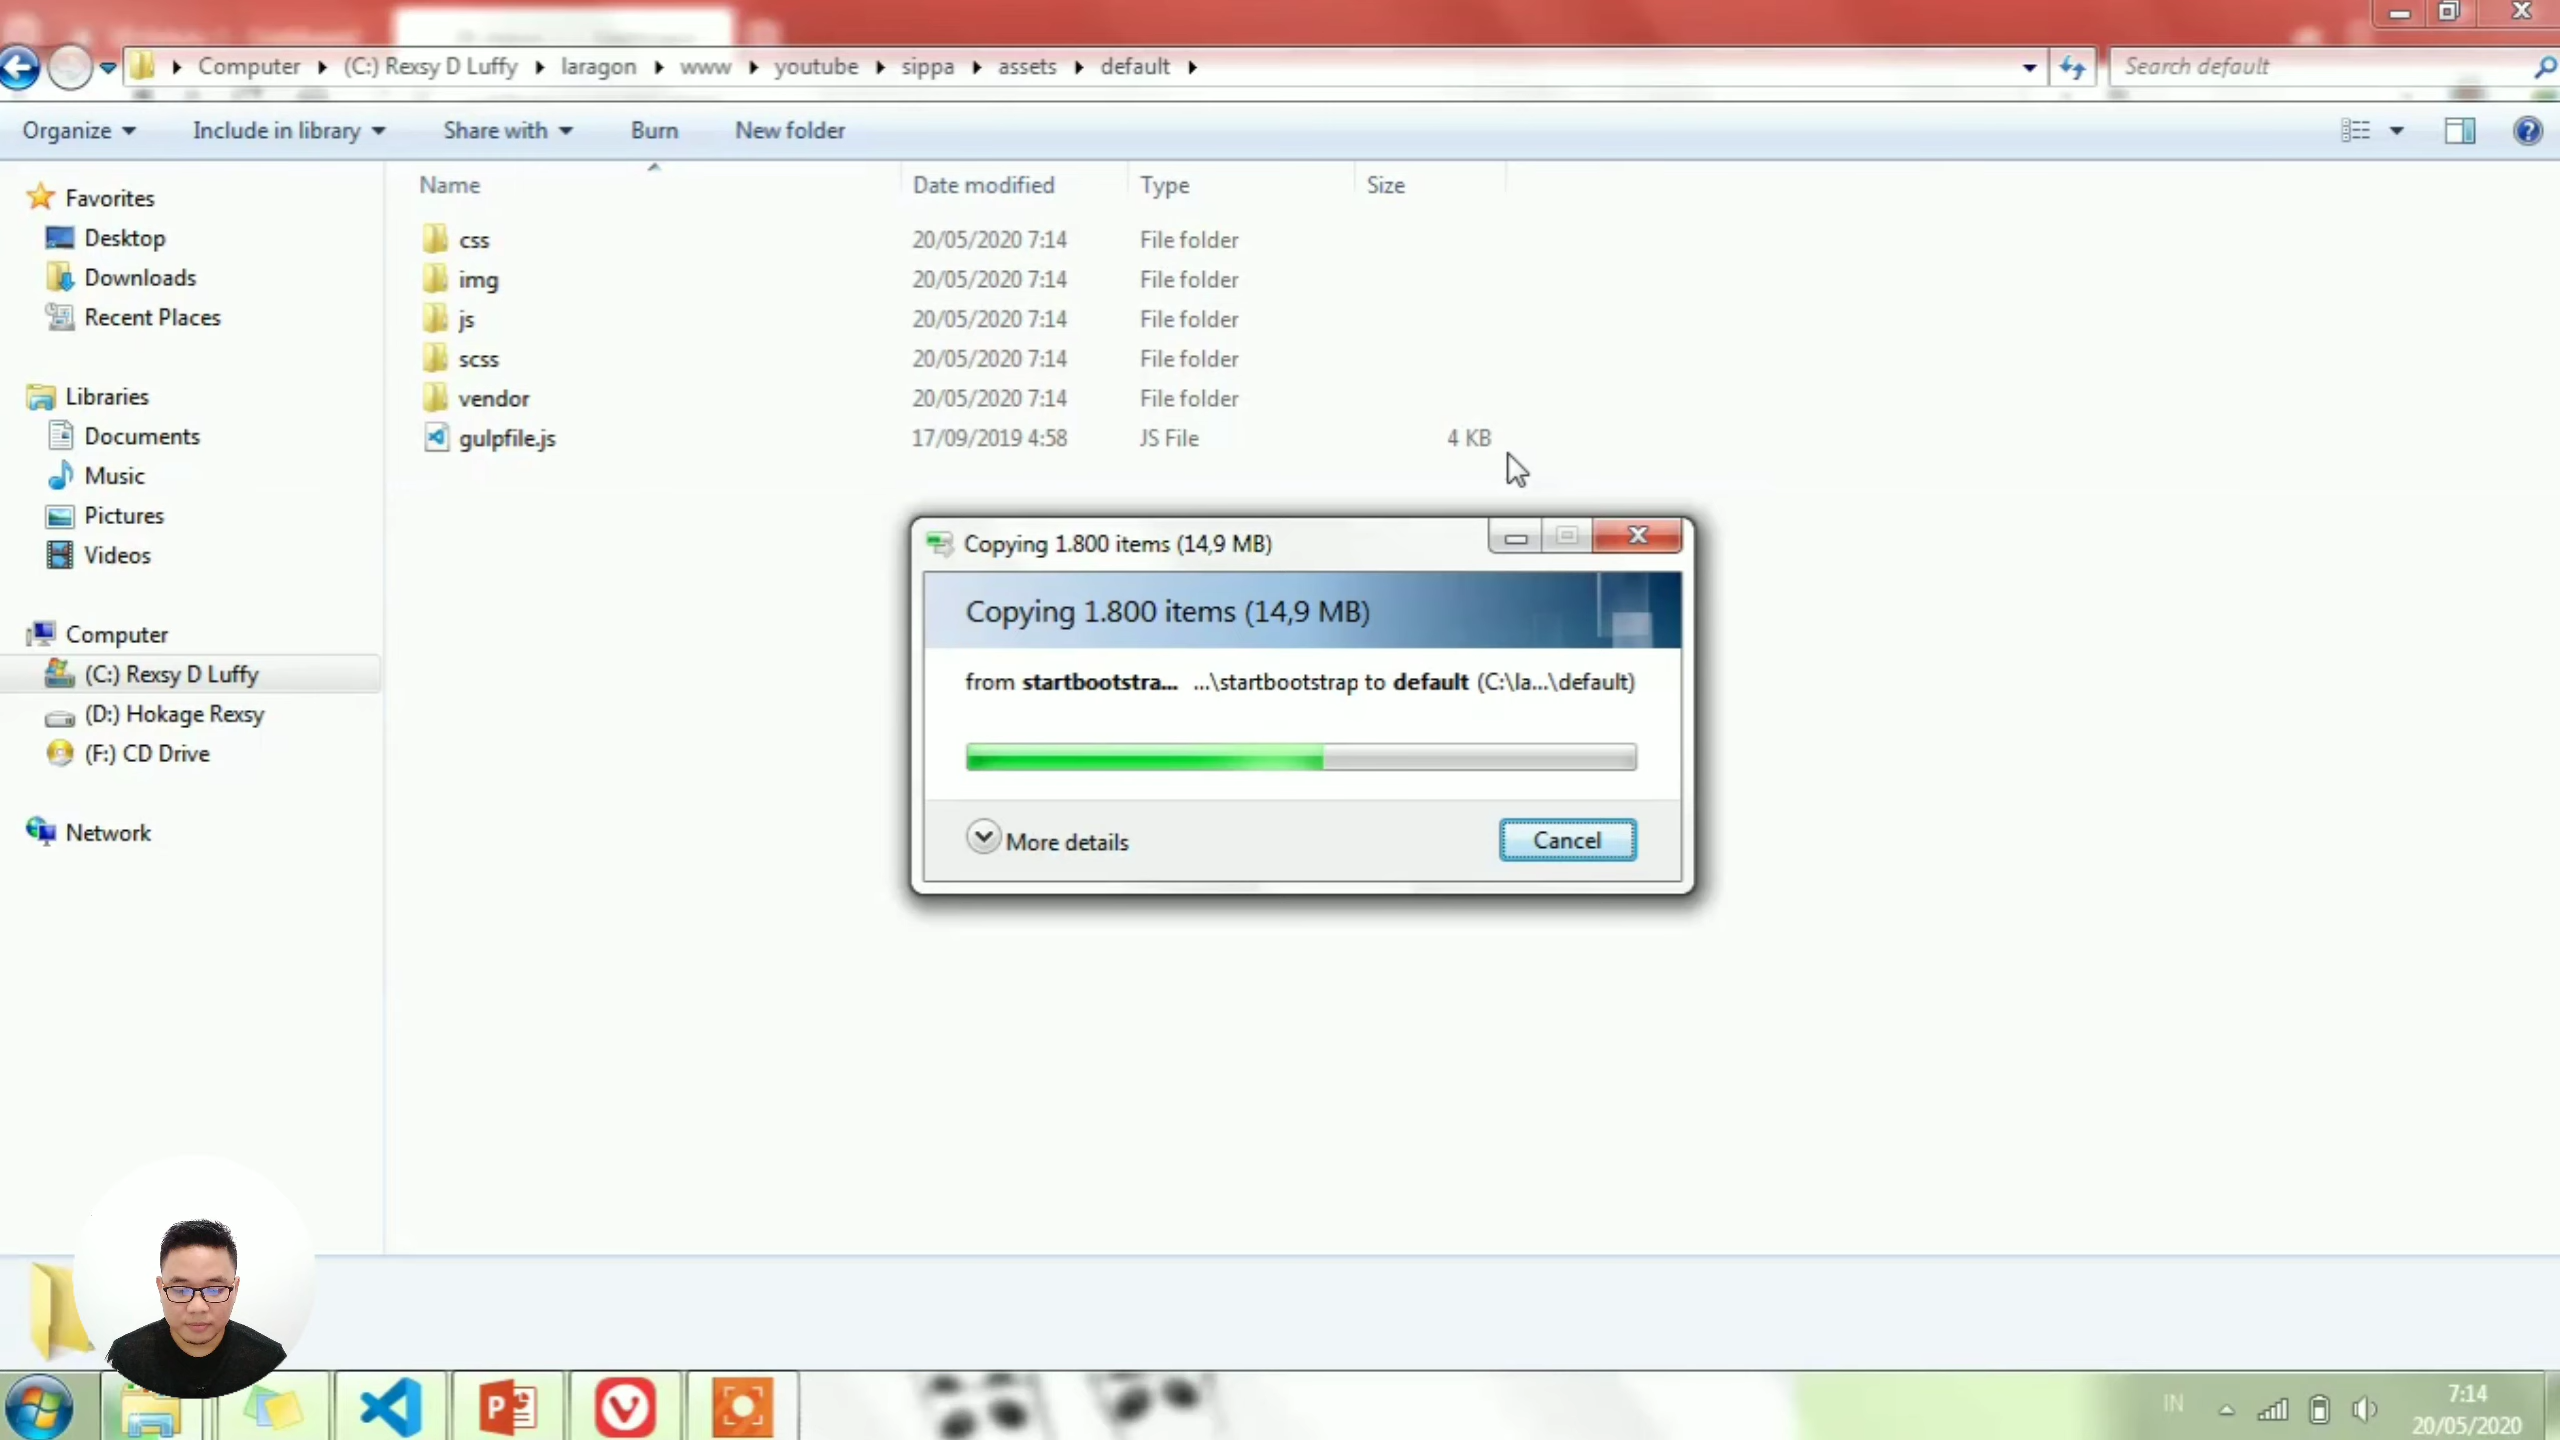 Computer (C:) Rexsy D Luffy laragon www youtube sippa assets default
Search default
Organize Include in library Share with Burn New folder
Name Date modified Type Size
Favorites
Desktop
Downloads
Recent Places
Libraries
Documents
Music
Pictures
Videos
Computer
(C:) Rexsy D Luffy
(D:) Hokage Rexsy
(F:) CD Drive
Network
css 20/05/2020 7:14 File folder
img 20/05/2020 7:14 File folder
js 20/05/2020 7:14 File folder
scss 20/05/2020 7:14 File folder
vendor 20/05/2020 7:14 File folder
gulpfile.js 17/09/2019 4:58 JS File 4 KB
Copying 1.800 items (14,9 MB)
Copying 1.800 items (14,9 MB)
from startbootstra... ...\startbootstrap to default (C:\la...\default)
More details Cancel
IN 7:14
20/05/2020